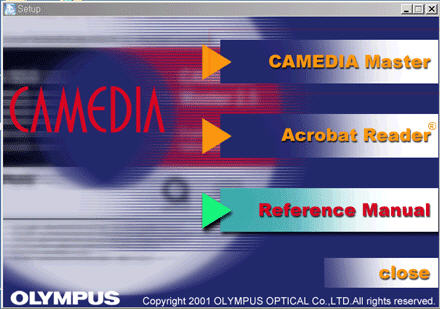 Setup
CAMEDIA Master
CAMEDIA
Acrobat Reader®
Reference Manual
close
OLYMPUS
Copyright 2001 OLYMPUS OPTICAL Co.,LTD.All rights reserved.